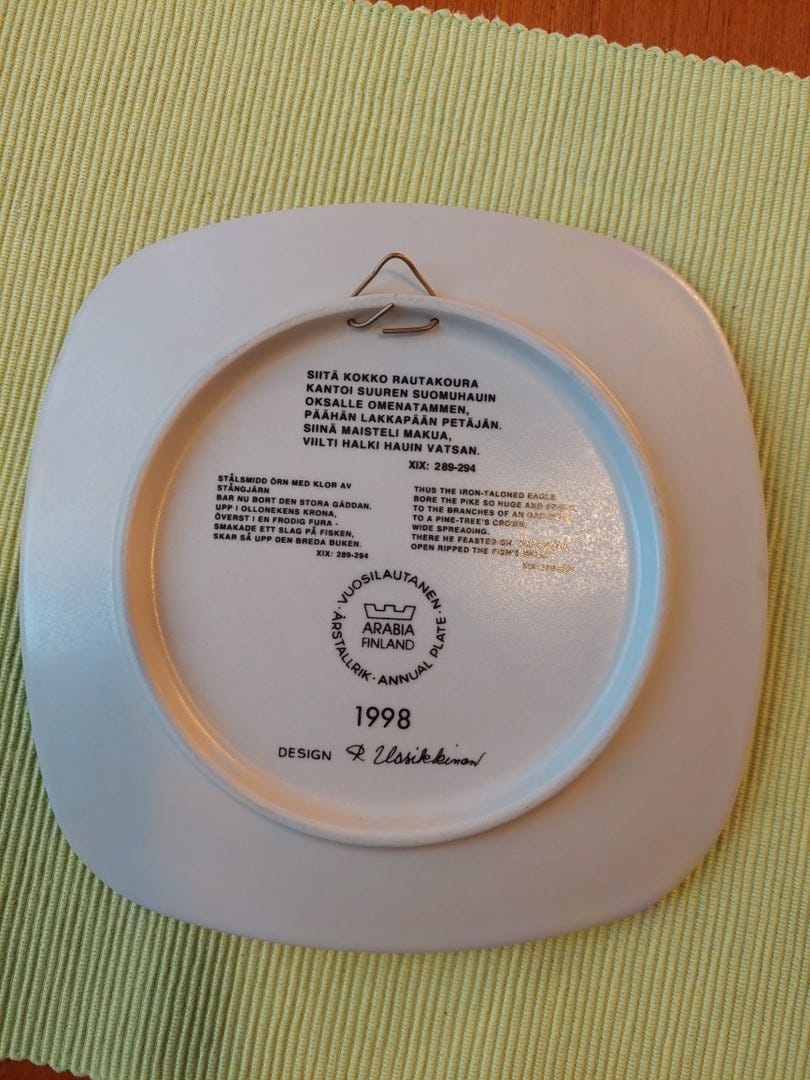 SIITÄ KOKKO RAUTAKOURA
KANTOI SUUREN SUOMUHAUIN
OKSALLE OMENATAMMEN,
PÄÄHÄN LAKKAPÄÄN PETÄJÄN.
SIINÄ MAISTELI MAKUA,
VIILTI HALKI HAUIN VATSAN.
XIX: 289-294
STÅLSMIDD ÖRN MED KLOR AV
STÅNGJÄRN
BAR NU BORT DEN STORA GÄDDAN,
UPP I OLLONEKENS KRONA,
ÖVERST I EN FRODIG FURA -
SMAKADE ETT SLAG PÅ FISKEN,
SKAR SÅ UPP DEN BREDA BUKEN.
XIX: 289-294
THUS THE IRON-TALONED EAGLE
BORE THE PIKE SO HUGE AND
TO THE BRANCHES OF AN
TO A PINE-TREE'S CROWN,
WIDE SPREADING.
THERE HE FEASTED ON
OPEN RIPPED THE FISH'S
· VUOSILAUTANEN · ANNUAL PLATE · ÅRSTALLRIK
ARABIA
FINLAND
1998
DESIGN R Uosikkinen